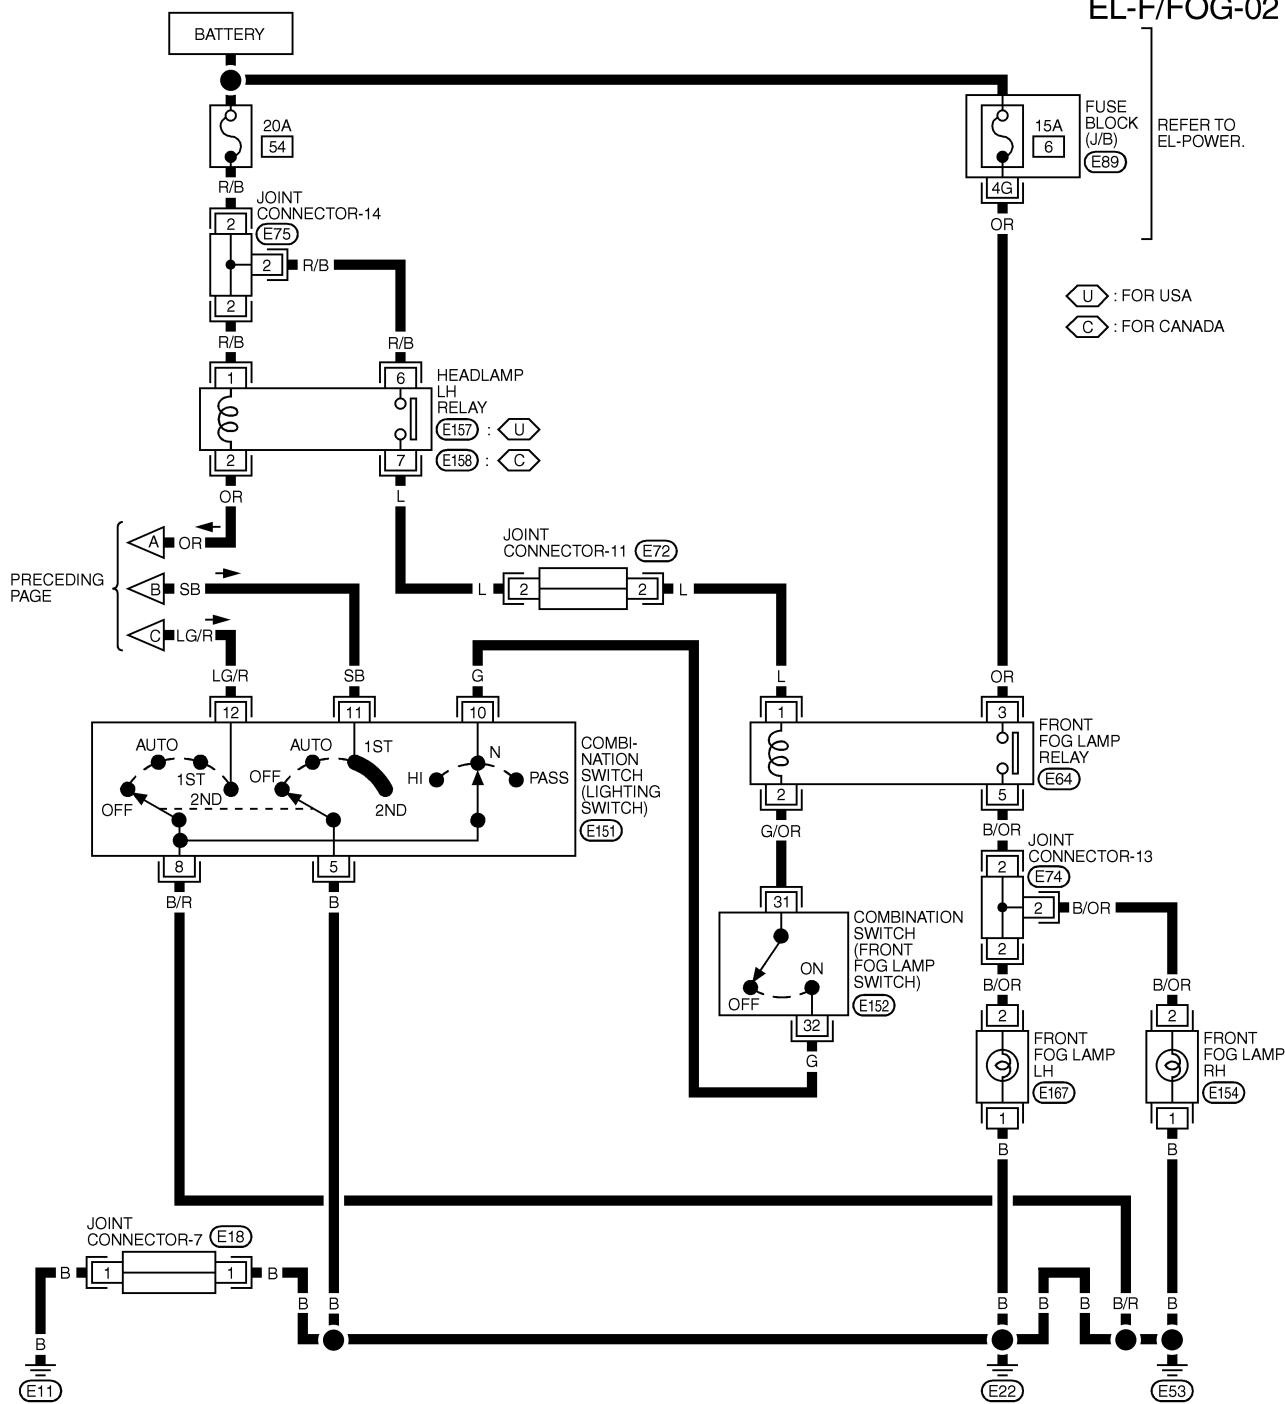 EL-F/FOG-02
BATTERY
20A
54
15A
6
FUSE
BLOCK
(J/B)
E89
REFER TO
EL-POWER.
4G
OR
R/B
JOINT
CONNECTOR-14
E75
2
2
R/B
2
R/B
R/B
U : FOR USA
C : FOR CANADA
1
6
HEADLAMP
LH
RELAY
E157 : U
E158 : C
2
7
OR
L
A
OR
PRECEDING
PAGE
B
SB
C
LG/R
JOINT
CONNECTOR-11
E72
L
2
2
L
LG/R
SB
G
L
OR
12
11
10
1
3
AUTO
1ST
OFF
2ND
AUTO
1ST
OFF
2ND
N
HI
PASS
COMBI-
NATION
SWITCH
(LIGHTING
SWITCH)
E151
FRONT
FOG LAMP
RELAY
E64
8
5
2
5
B/R
B
G/OR
B/OR
JOINT
CONNECTOR-13
E74
2
2
B/OR
2
31
COMBINATION
SWITCH
(FRONT
FOG LAMP
SWITCH)
E152
ON
OFF
32
G
B/OR
B/OR
2
2
FRONT
FOG LAMP
LH
E167
FRONT
FOG LAMP
RH
E154
1
1
B
B
JOINT
CONNECTOR-7
E18
B
1
1
B
B
B
B
B
B
B/R
B
B
E11
E22
E53